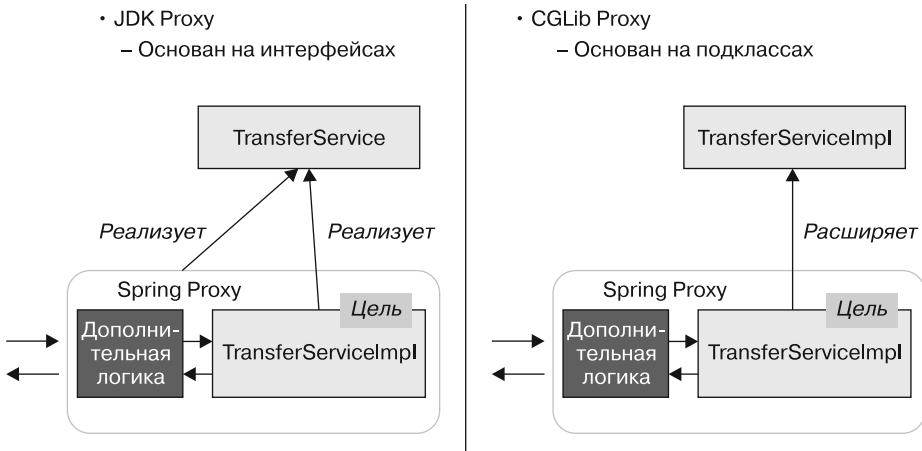 • JDK Proxy
– Основан на интерфейсах
TransferService
Реализует
Реализует
Spring Proxy
Цель
Дополни-
тельная
логика
TransferServiceImpl
• CGLib Proxy
– Основан на подклассах
TransferServiceImpl
Расширяет
Spring Proxy
Цель
Дополни-
тельная
логика
TransferServiceImpl